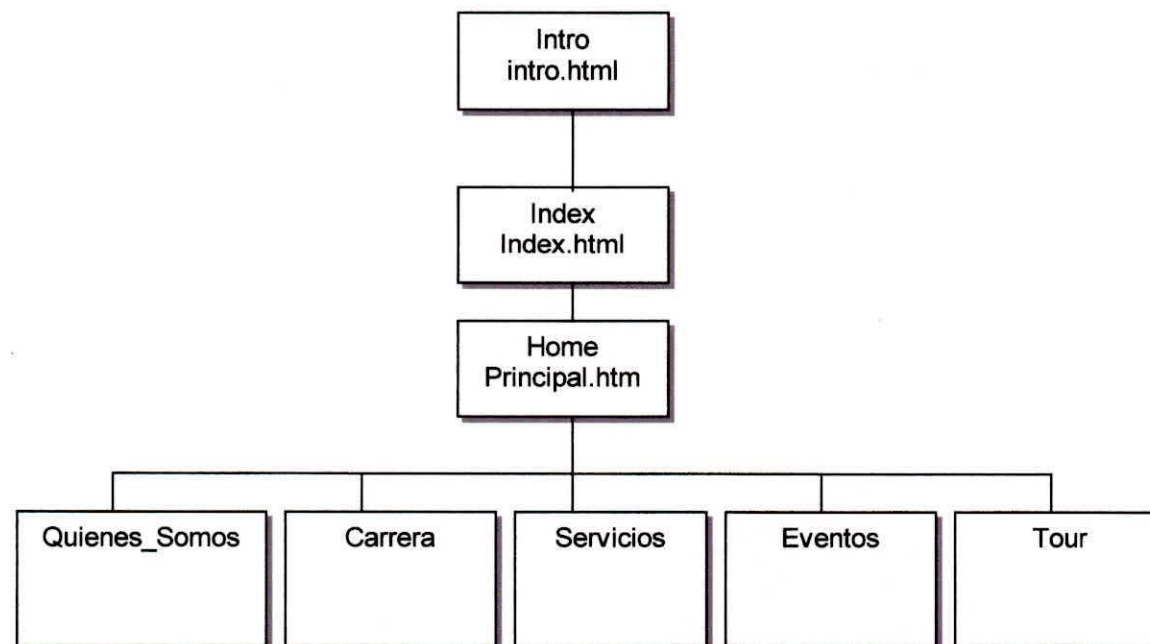 Intro
intro.html
Index
Index.html
Home
Principal.htm
Quienes_Somos
Carrera
Servicios
Eventos
Tour